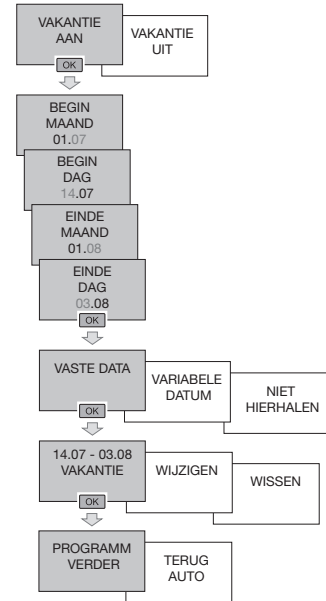 VAKANTIE
AAN
OK
VAKANTIE
UIT
BEGIN
MAAND
01.07
BEGIN
DAG
14.07
EINDE
MAAND
01.08
EINDE
DAG
03.08
OK
VASTE DATA
OK
VARIABELE
DATUM
NIET
HIERHALEN
14.07 - 03.08
VAKANTIE
OK
WIJZIGEN
WISSEN
PROGRAMM
VERDER
TERUG
AUTO